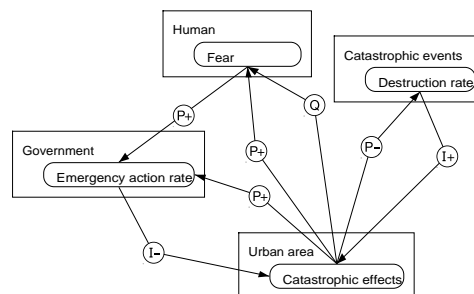 Human
Fear
Catastrophic events
Destruction rate
P+
Q
Government
Emergency action rate
P+
P−
I+
P+
I−
Urban area
Catastrophic effects